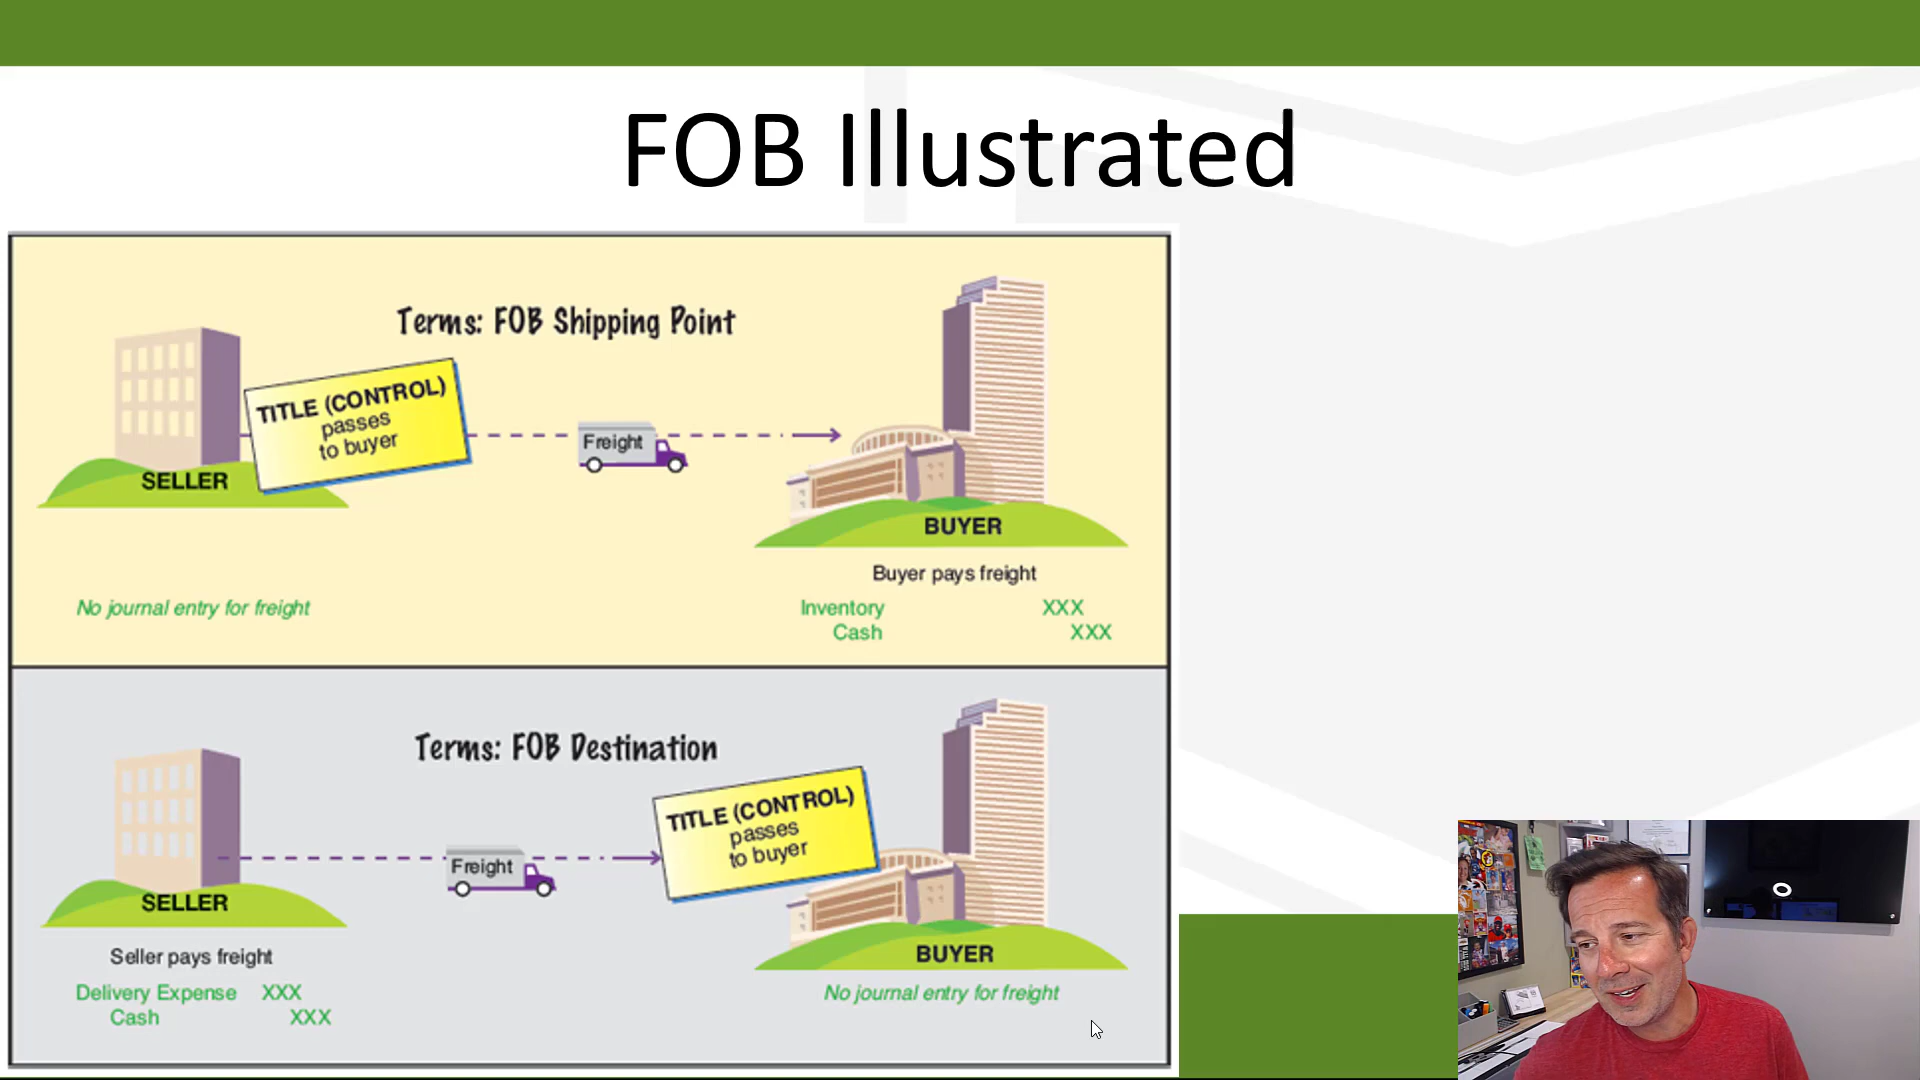 FOB Illustrated
Terms: FOB Shipping Point
TITLE (CONTROL)
passes
to buyer
Freight
SELLER
BUYER
Buyer pays freight
No journal entry for freight
Inventory XXX
Cash XXX
Terms: FOB Destination
TITLE (CONTROL)
passes
to buyer
Freight
SELLER
BUYER
Seller pays freight
Delivery Expense XXX
Cash XXX
No journal entry for freight